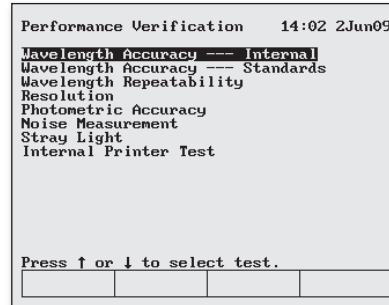 Performance Verification 14:02 2Jun09
Wavelength Accuracy --- Internal
Wavelength Accuracy --- Standards
Wavelength Repeatability
Resolution
Photometric Accuracy
Noise Measurement
Stray Light
Internal Printer Test
Press ↑ or ↓ to select test.